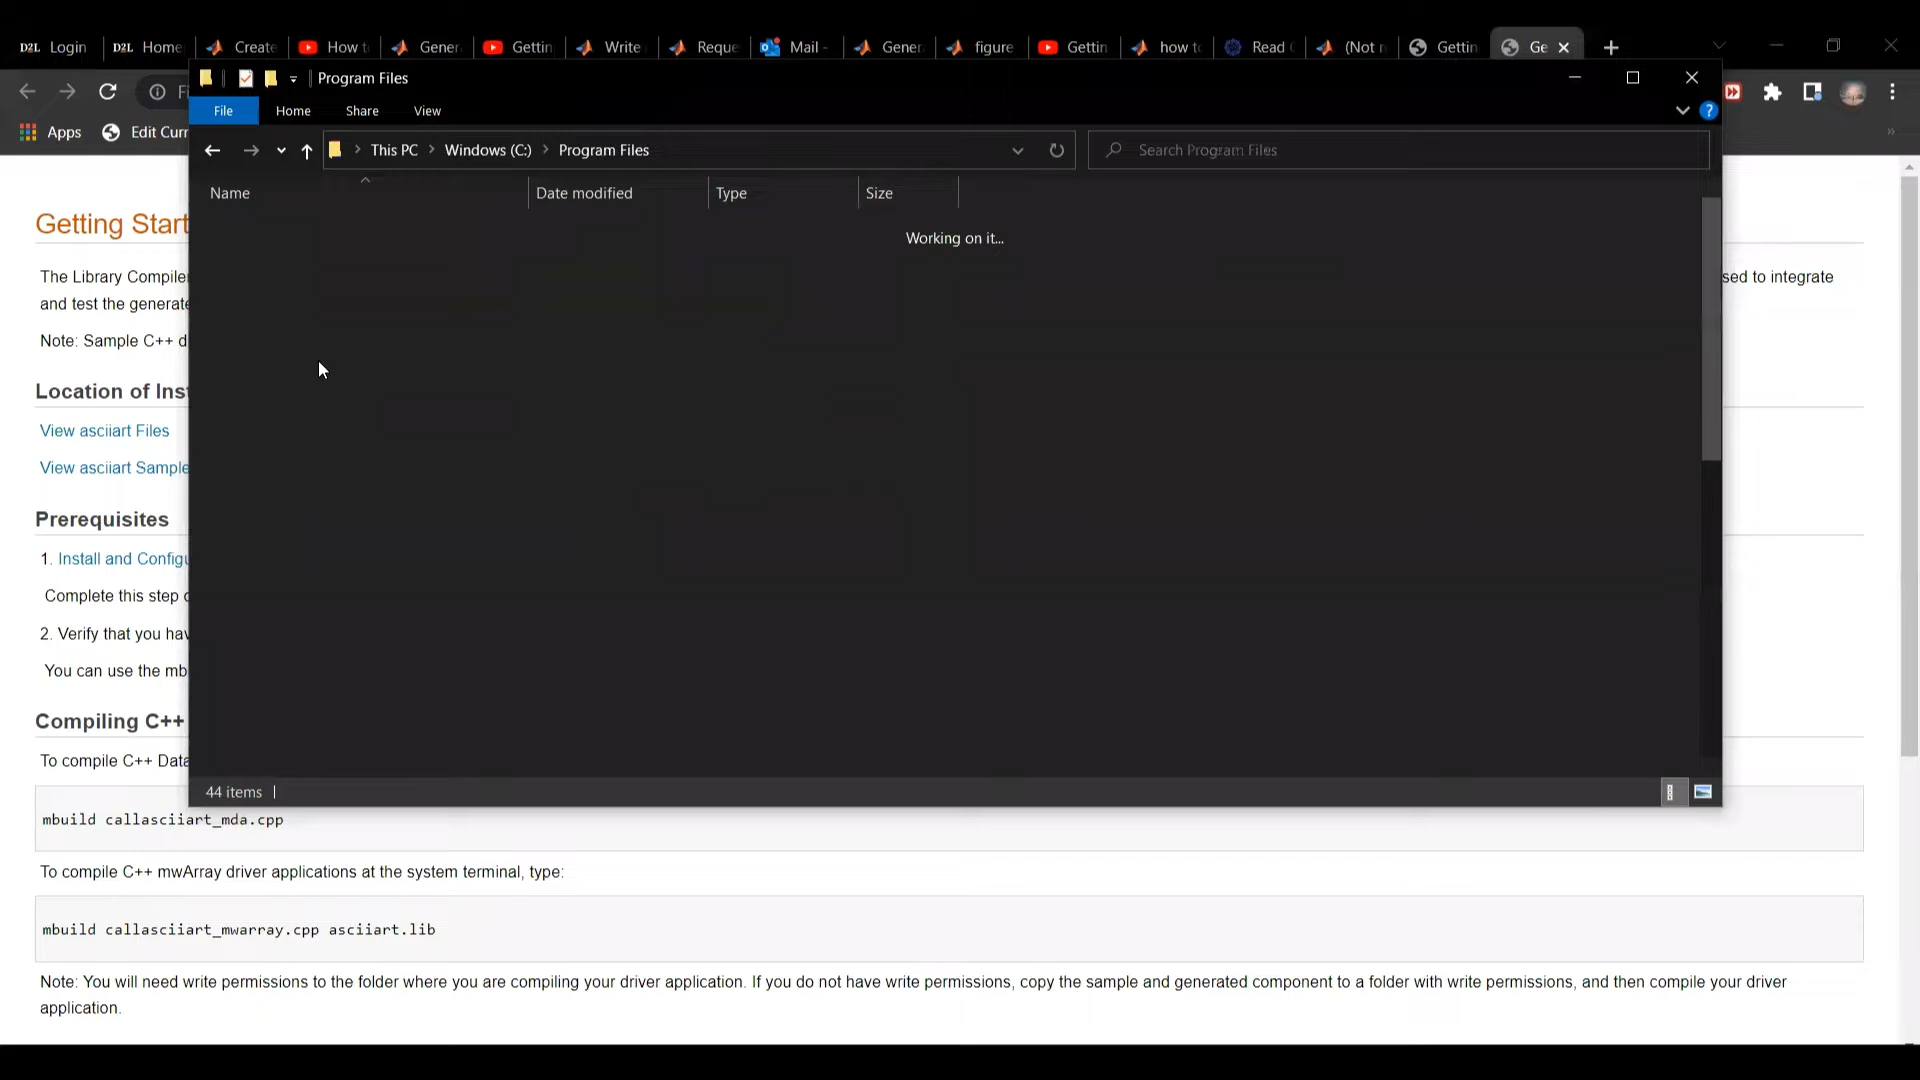 D2L Login
D2L Home
Create
How t
Gener
Gettin
Write
Reque
Mail -
Gener
figure
Gettin
how to
Read
(Not
Gettin
Ge
Program Files
File
Home
Share
View
Apps
Edit Curr
This PC
Windows (C:)
Program Files
Search Program Files
Name
Date modified
Type
Size
Working on it...
Getting Start
The Library Compiler
sed to integrate
and test the generate
Note: Sample C++ d
Location of Inst
View asciiart Files
View asciiart Sample
Prerequisites
1. Install and Configu
Complete this step
2. Verify that you hav
You can use the mb
Compiling C++
To compile C++ Data
44 items
mbuild callasciiart_mda.cpp
To compile C++ mwArray driver applications at the system terminal, type:
mbuild callasciiart_mwarray.cpp asciiart.lib
Note: You will need write permissions to the folder where you are compiling your driver application. If you do not have write permissions, copy the sample and generated component to a folder with write permissions, and then compile your driver
application.